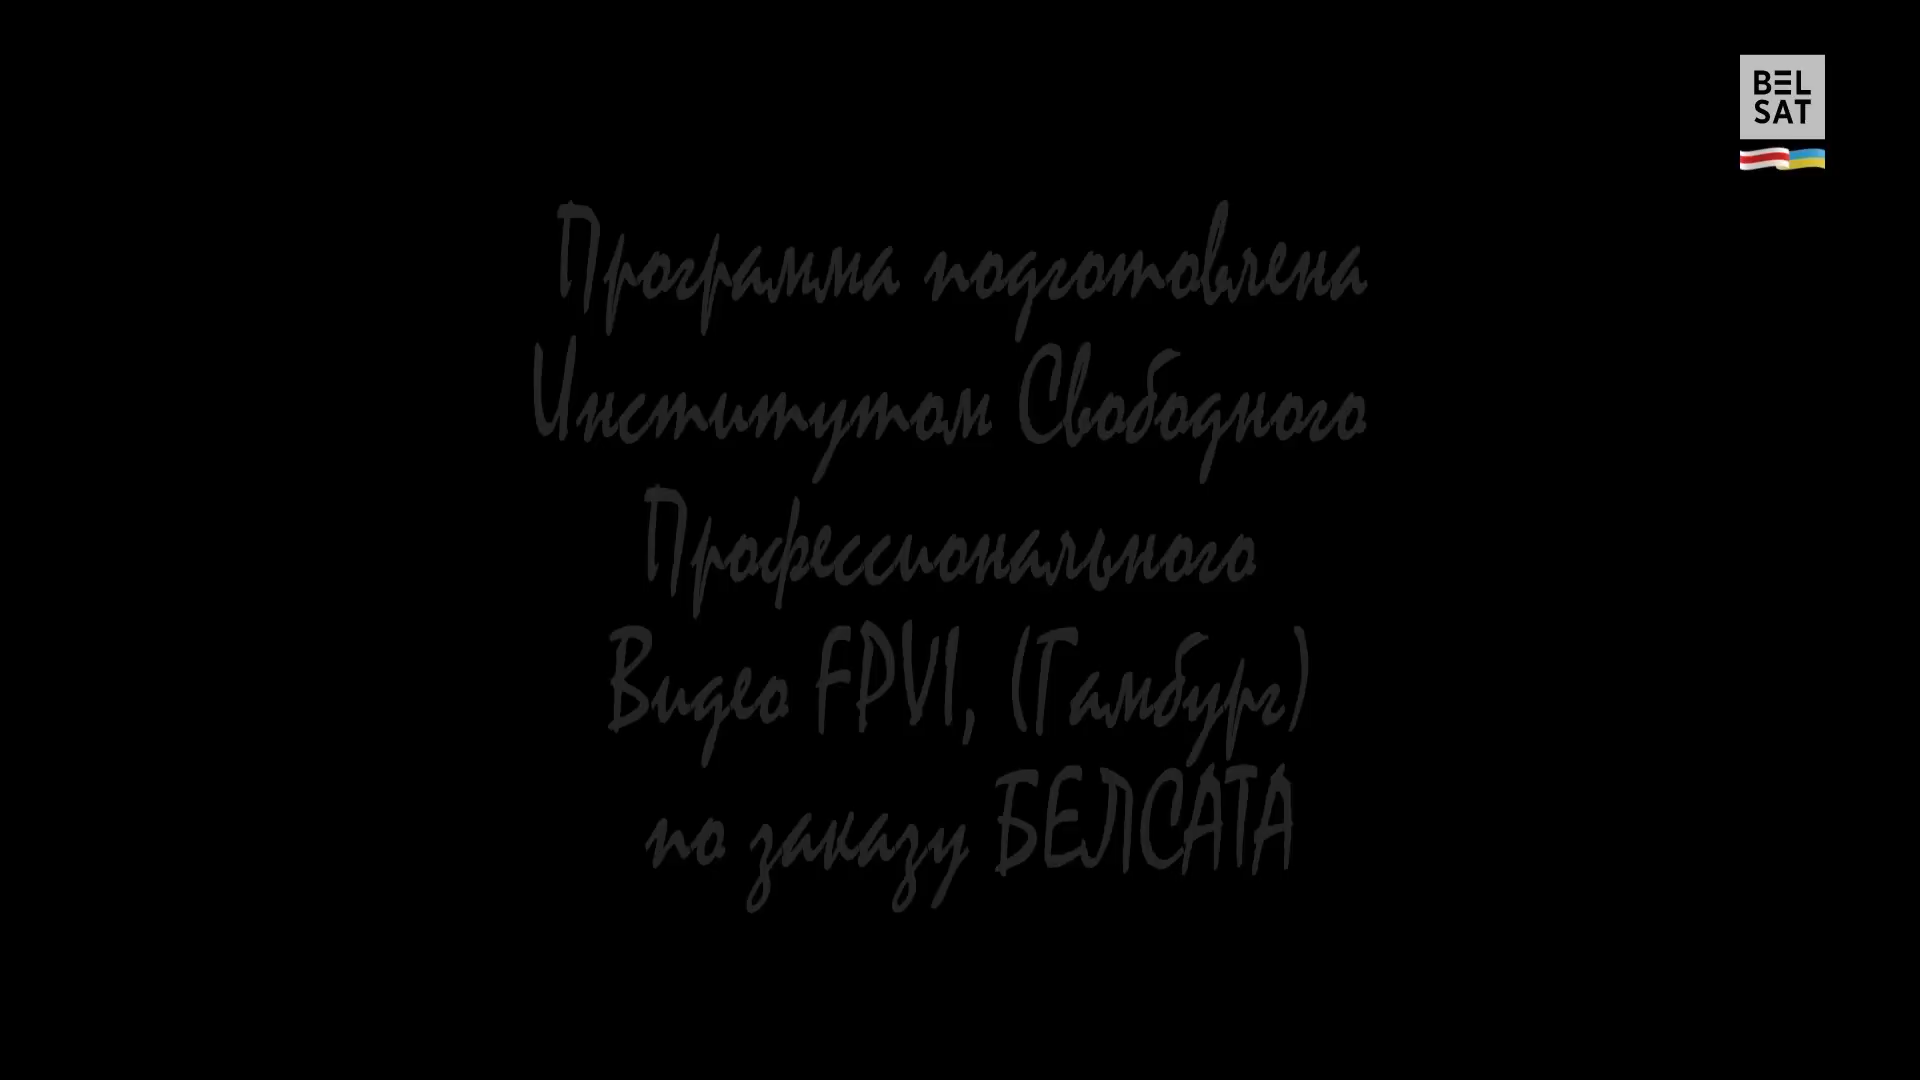 BEL
SAT
Программа подготовлена
Институтом Свободного
Профессионального
Видео FPVI, (Гамбург)
по заказу БЕЛСАТА